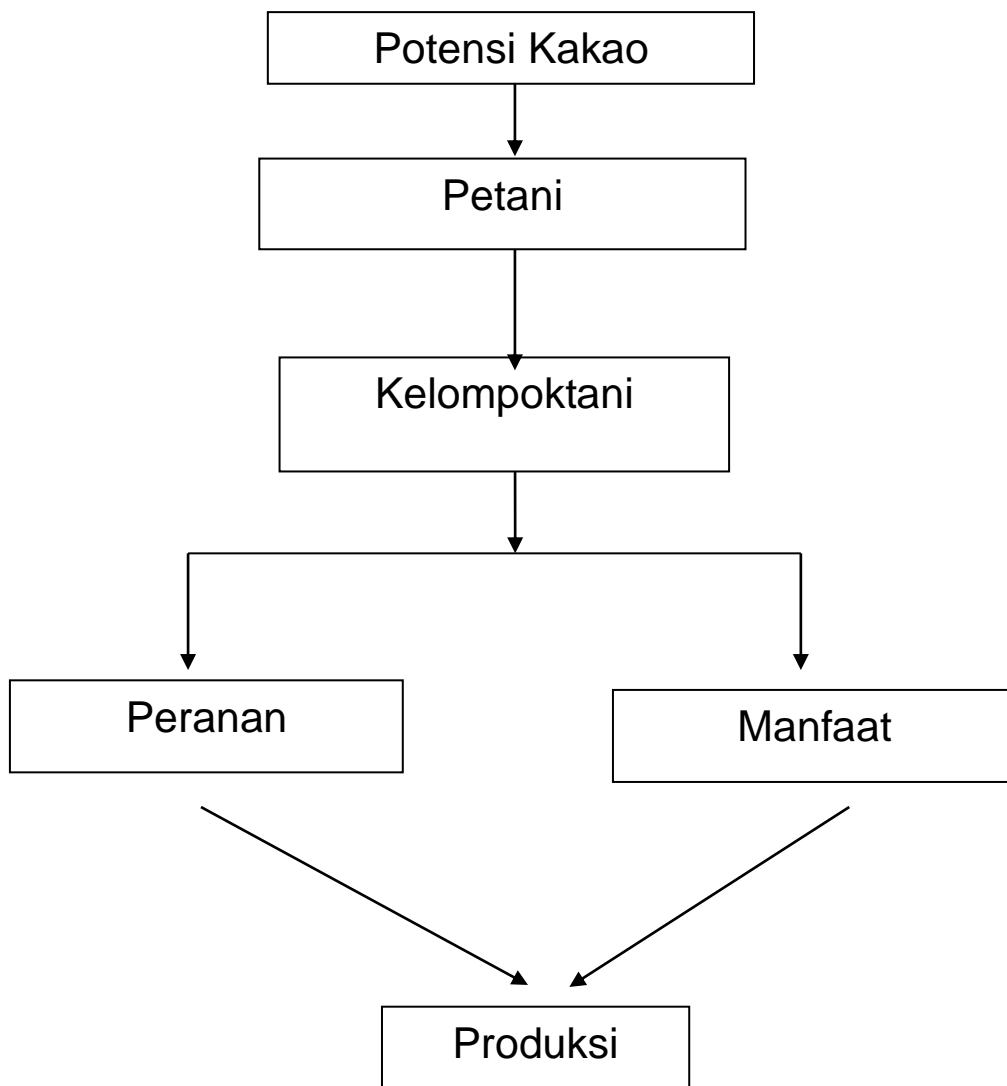 Potensi Kakao
Petani
Kelompoktani
Peranan
Manfaat
Produksi